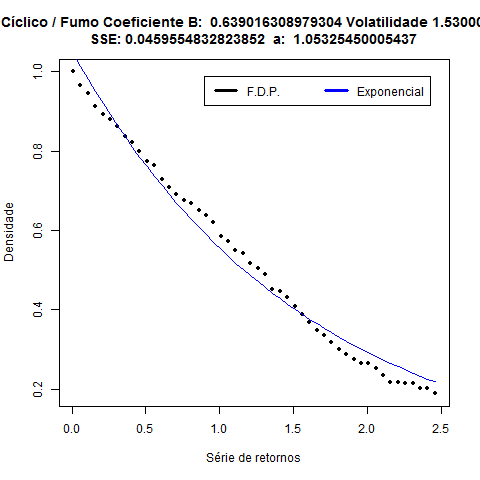 Cíclico / Fumo Coeficiente B: 0.639016308979304 Volatilidade 1.5300
SSE: 0.0459554832823852 a: 1.05325450005437
F.D.P.
Exponencial
Densidade
1.0
0.8
0.6
0.4
0.2
0.0 0.5 1.0 1.5 2.0 2.5
Série de retornos